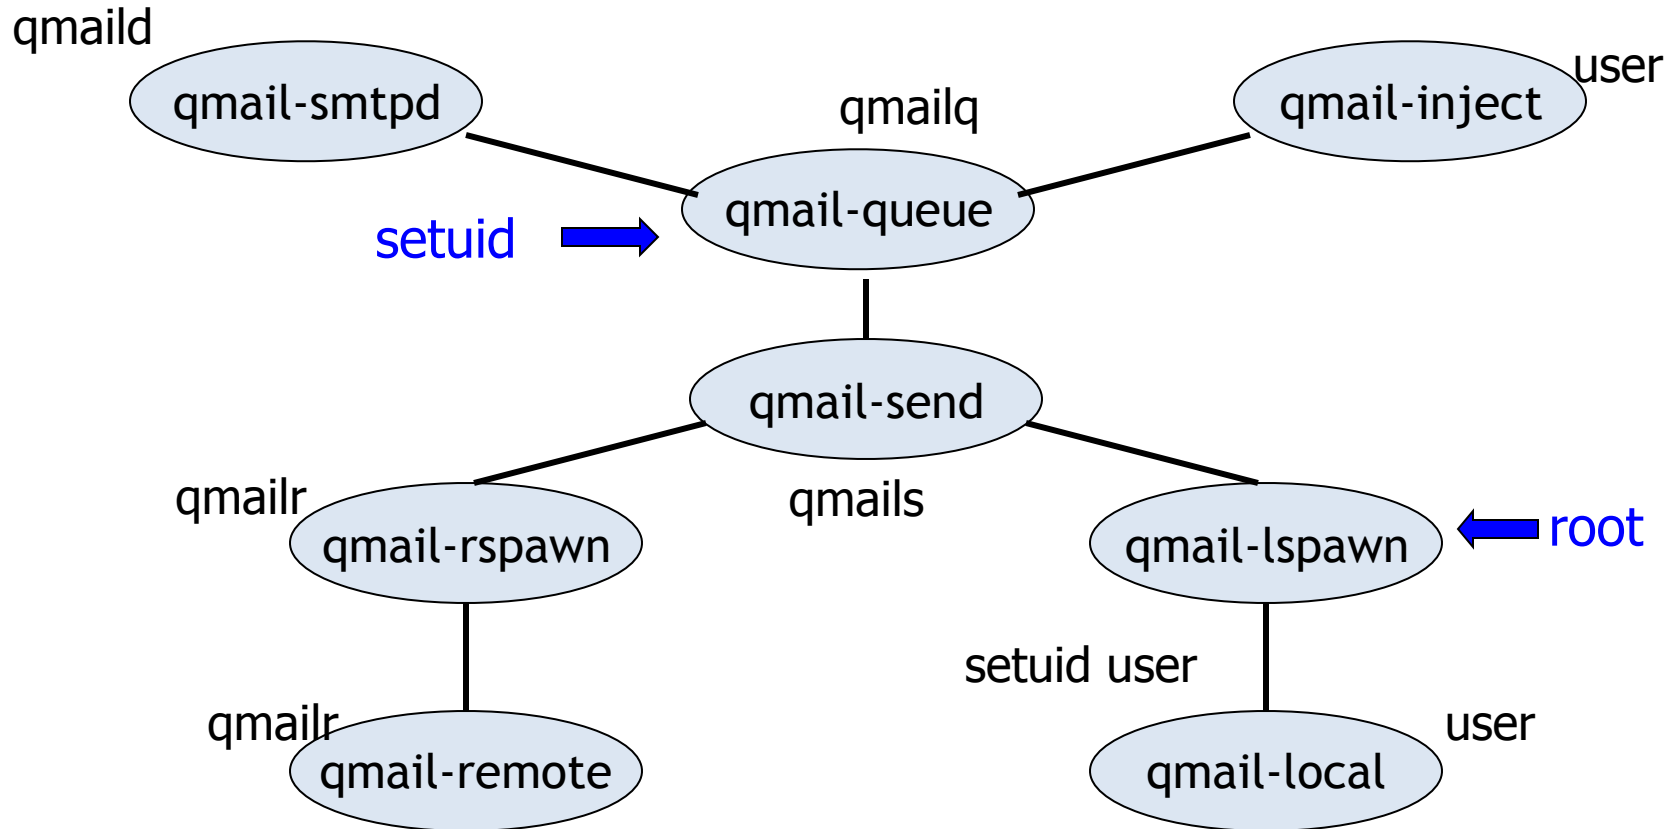 qmaild
qmail-smtpd
user
qmail-inject
qmailq
qmail-queue
setuid
qmail-send
qmails
qmailr
qmail-rspawn
qmail-lspawn
root
setuid user
qmailr
qmail-remote
user
qmail-local